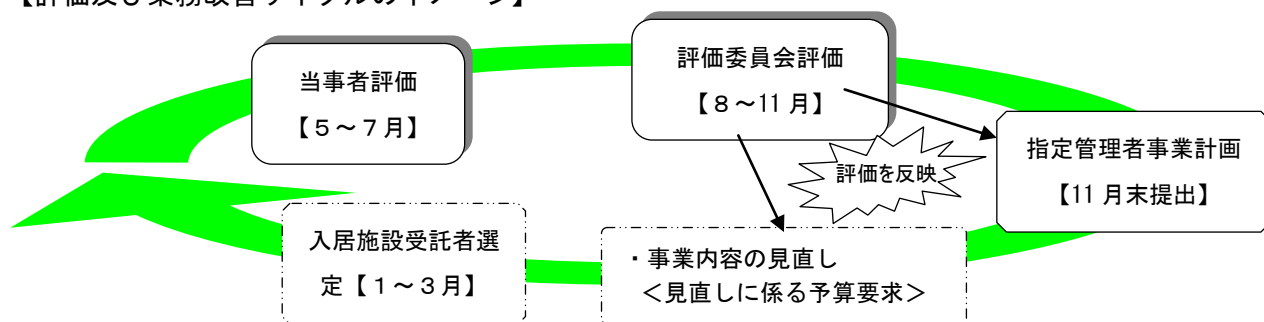 【評価及び業務改善サイクルのイメージ】
当事者評価
【５～７月】
評価委員会評価
【８～11月】
指定管理者事業計画
【11月末提出】
評価を反映
入居施設受託者選
定【１～３月】
・事業内容の見直し
＜見直しに係る予算要求＞